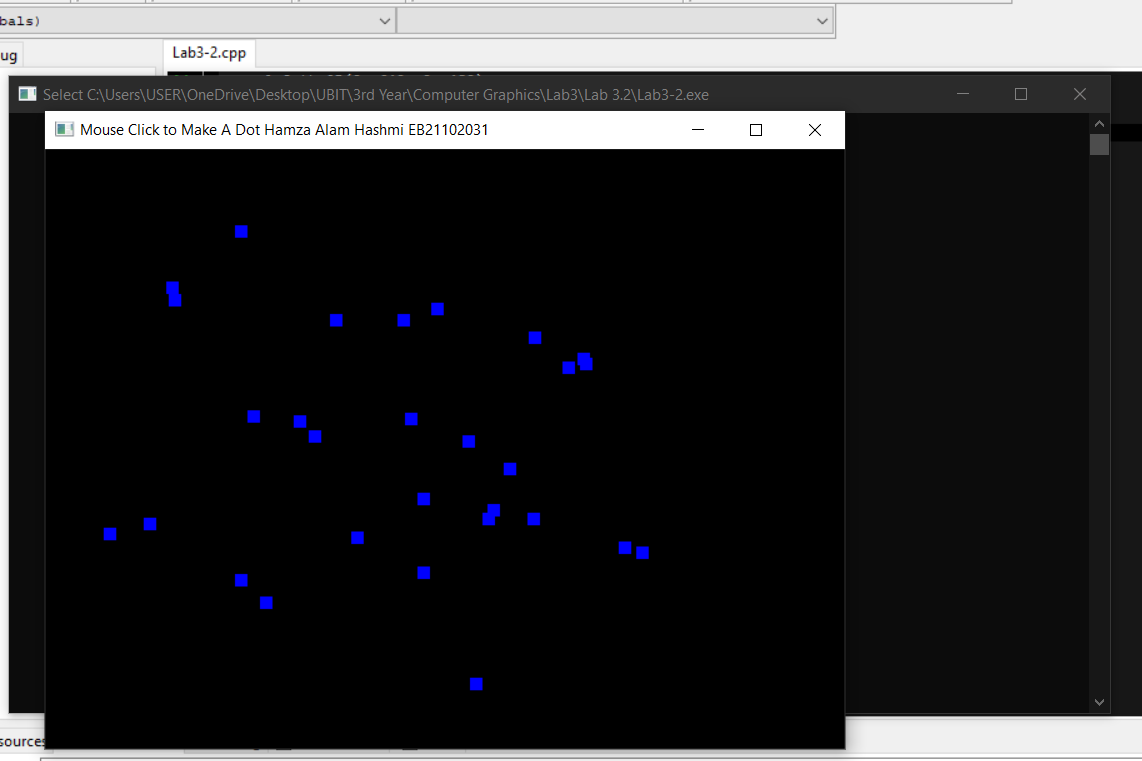 bals)
ug
Lab3-2.cpp
Select C:\Users\USER\OneDrive\Desktop\UBIT\3rd Year\Computer Graphics\Lab3\Lab 3.2\Lab3-2.exe
Mouse Click to Make A Dot Hamza Alam Hashmi EB21102031
sources